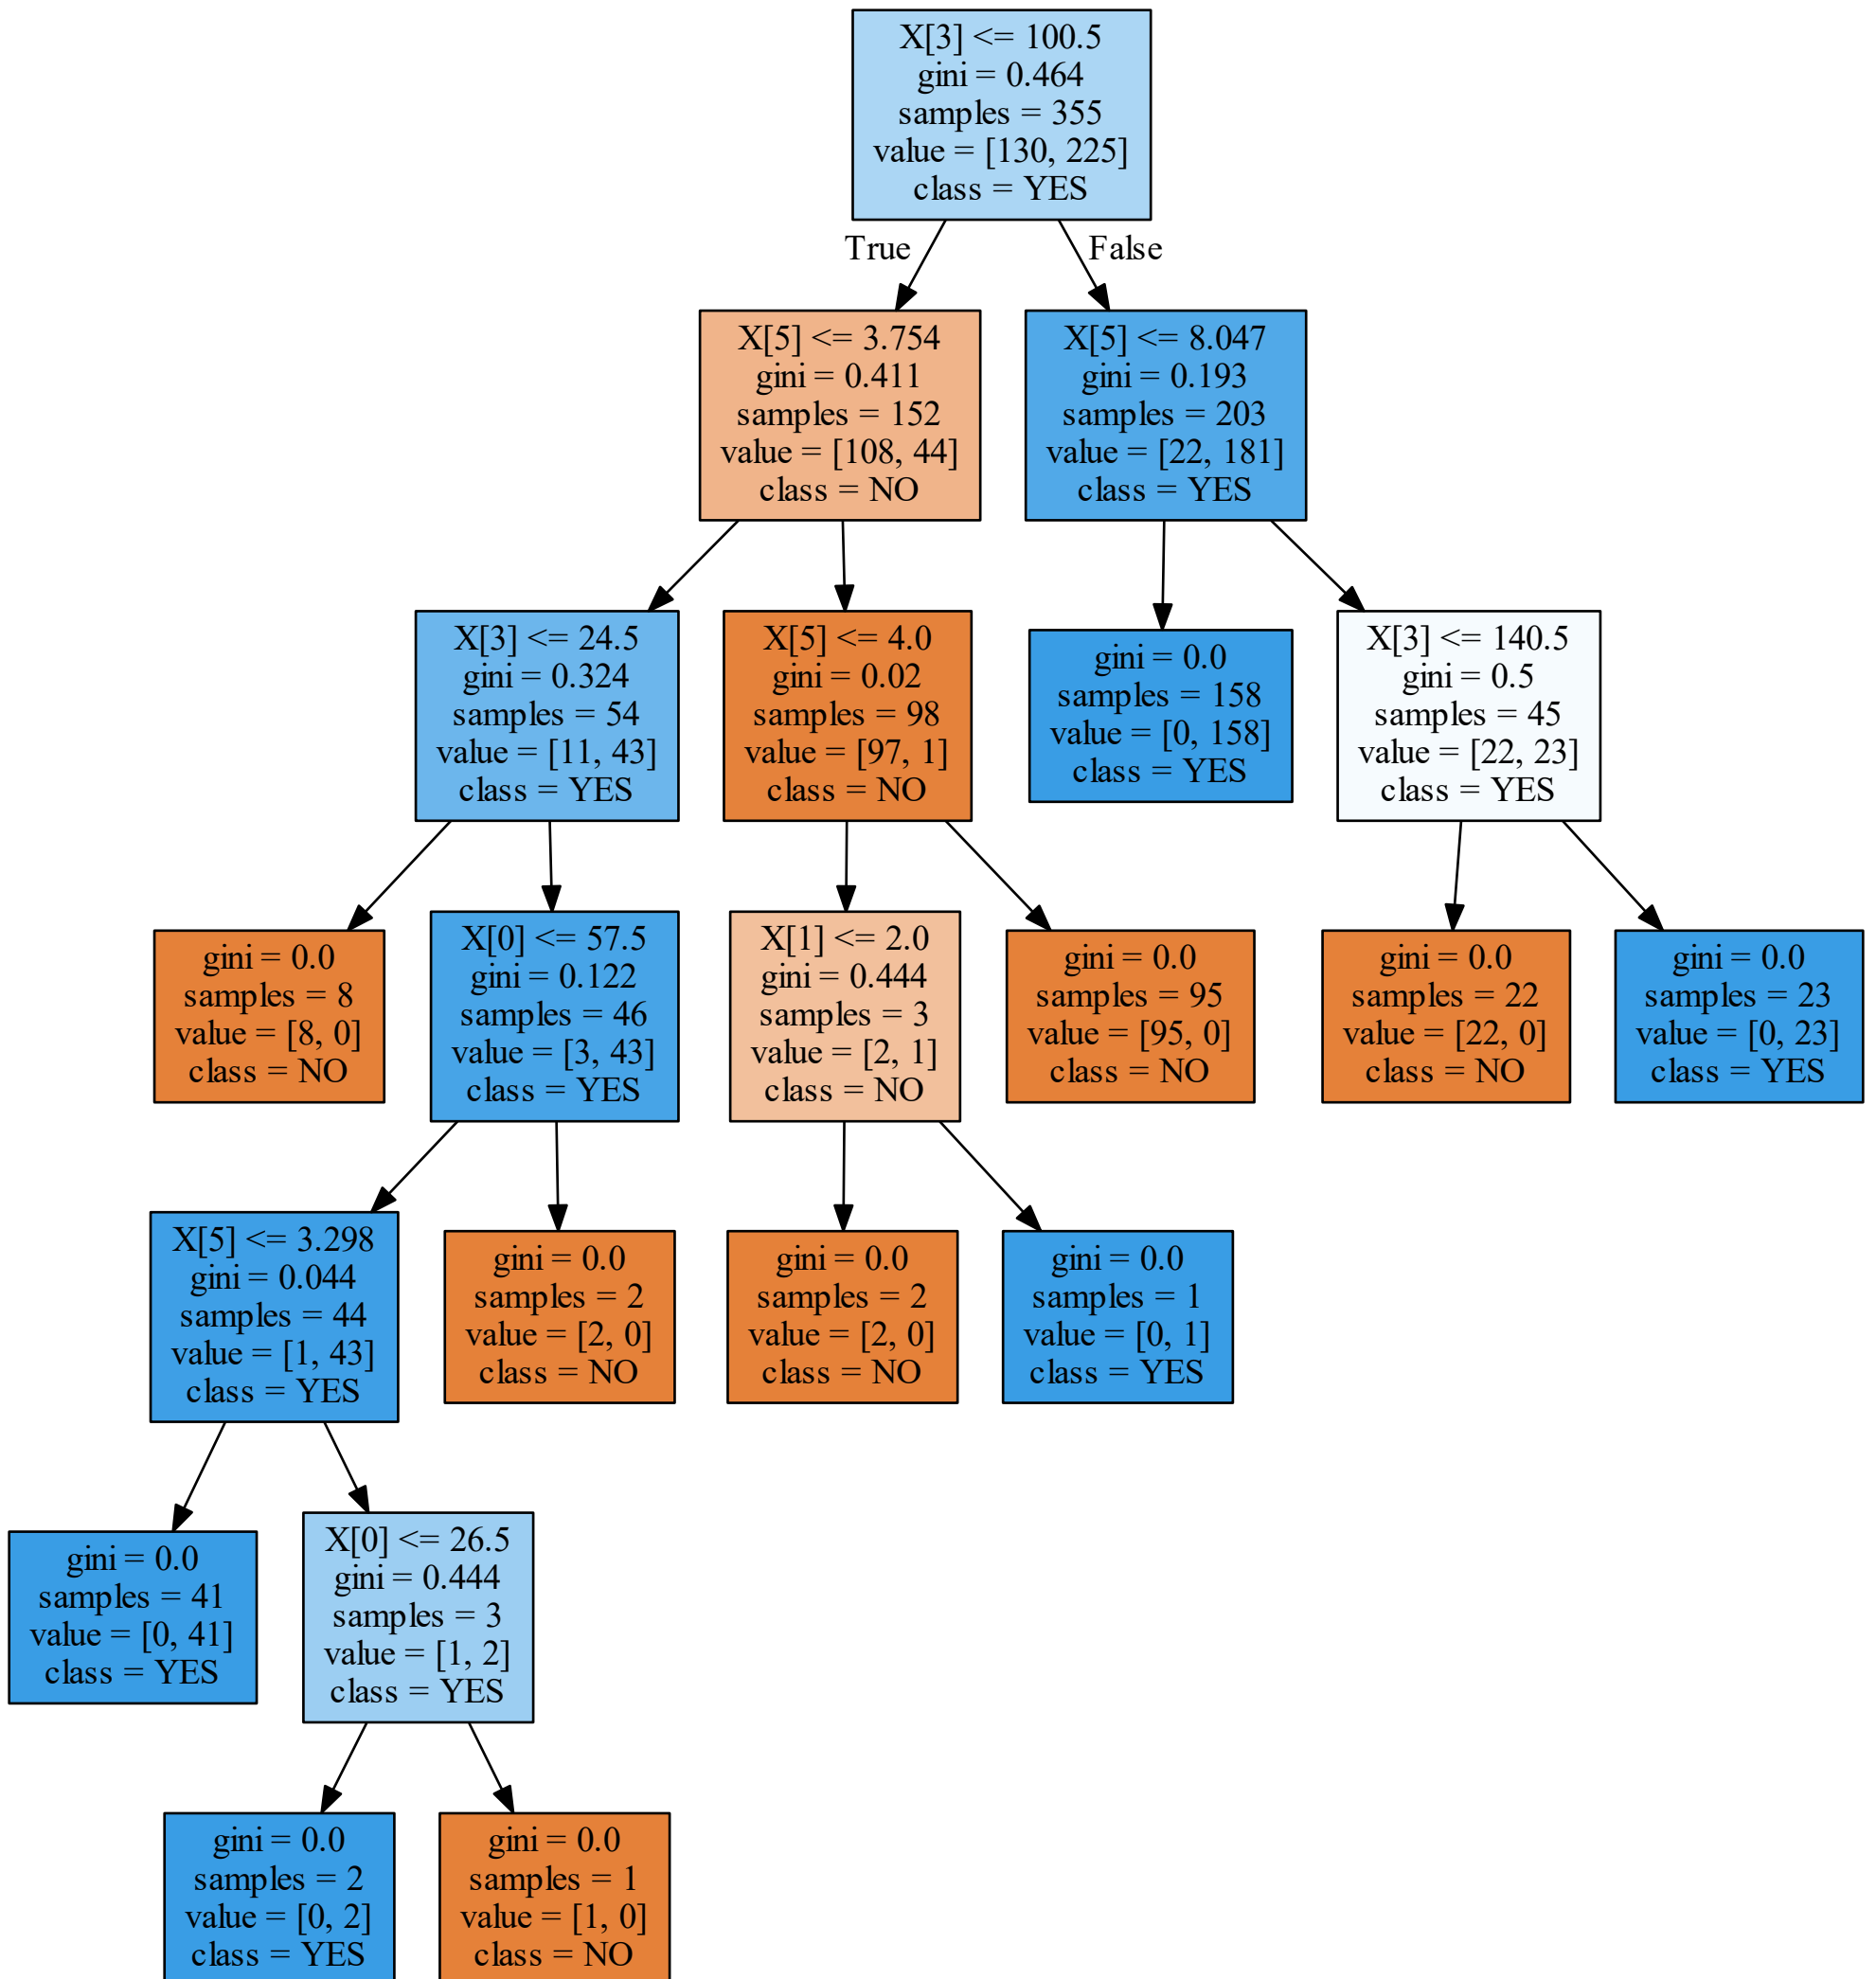 X[3] <= 100.5
gini = 0.464
samples = 355
value = [130, 225]
class = YES
True
False
X[5] <= 3.754
gini = 0.411
samples = 152
value = [108, 44]
class = NO
X[5] <= 8.047
gini = 0.193
samples = 203
value = [22, 181]
class = YES
X[3] <= 24.5
gini = 0.324
samples = 54
value = [11, 43]
class = YES
X[5] <= 4.0
gini = 0.02
samples = 98
value = [97, 1]
class = NO
gini = 0.0
samples = 158
value = [0, 158]
class = YES
X[3] <= 140.5
gini = 0.5
samples = 45
value = [22, 23]
class = YES
gini = 0.0
samples = 8
value = [8, 0]
class = NO
X[0] <= 57.5
gini = 0.122
samples = 46
value = [3, 43]
class = YES
X[1] <= 2.0
gini = 0.444
samples = 3
value = [2, 1]
class = NO
gini = 0.0
samples = 95
value = [95, 0]
class = NO
gini = 0.0
samples = 22
value = [22, 0]
class = NO
gini = 0.0
samples = 23
value = [0, 23]
class = YES
X[5] <= 3.298
gini = 0.044
samples = 44
value = [1, 43]
class = YES
gini = 0.0
samples = 2
value = [2, 0]
class = NO
gini = 0.0
samples = 2
value = [2, 0]
class = NO
gini = 0.0
samples = 1
value = [0, 1]
class = YES
gini = 0.0
samples = 41
value = [0, 41]
class = YES
X[0] <= 26.5
gini = 0.444
samples = 3
value = [1, 2]
class = YES
gini = 0.0
samples = 2
value = [0, 2]
class = YES
gini = 0.0
samples = 1
value = [1, 0]
class = NO